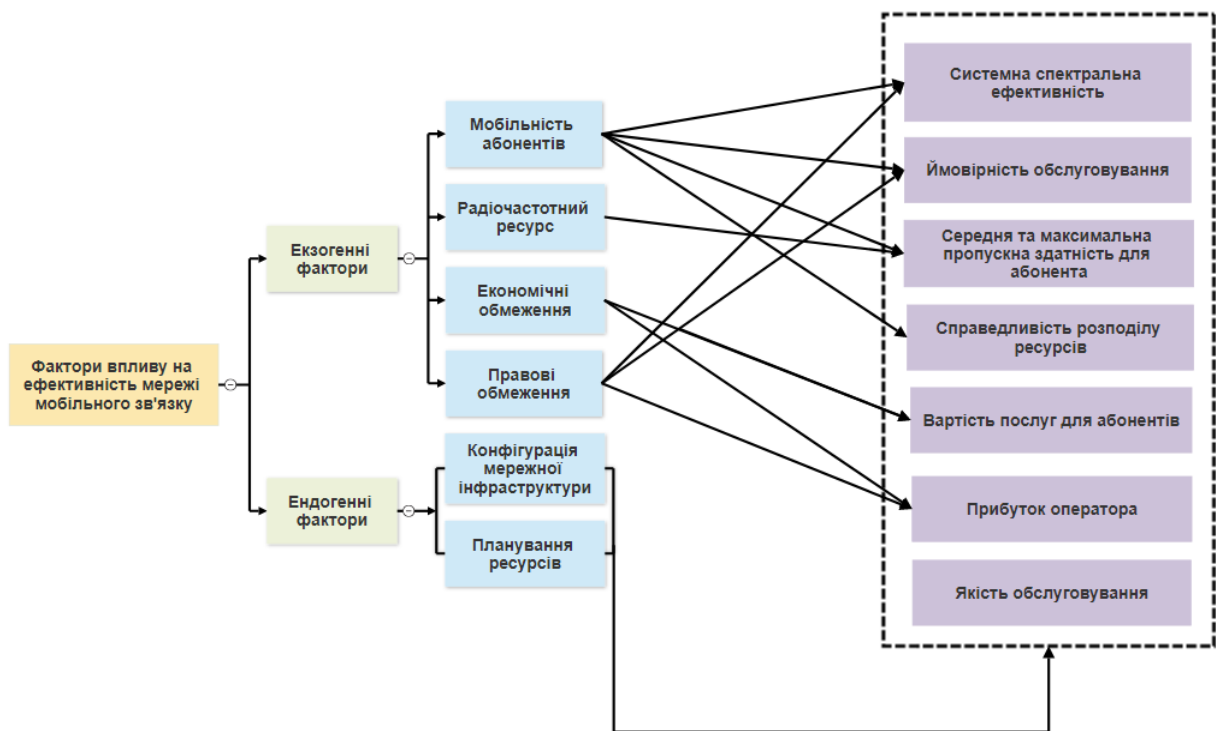 Фактори впливу на
ефективність мережі
мобільного зв'язку
Екзогенні
фактори
Ендогенні
фактори
Мобільність
абонентів
Радіочастотний
ресурс
Економічні
обмеження
Правові
обмеження
Конфігурація
мережної
інфраструктури
Планування
ресурсів
Системна спектральна
ефективність
Ймовірність обслуговування
Середня та максимальна
пропускна здатність для
абонента
Справедливість розподілу
ресурсів
Вартість послуг для абонентів
Прибуток оператора
Якість обслуговування